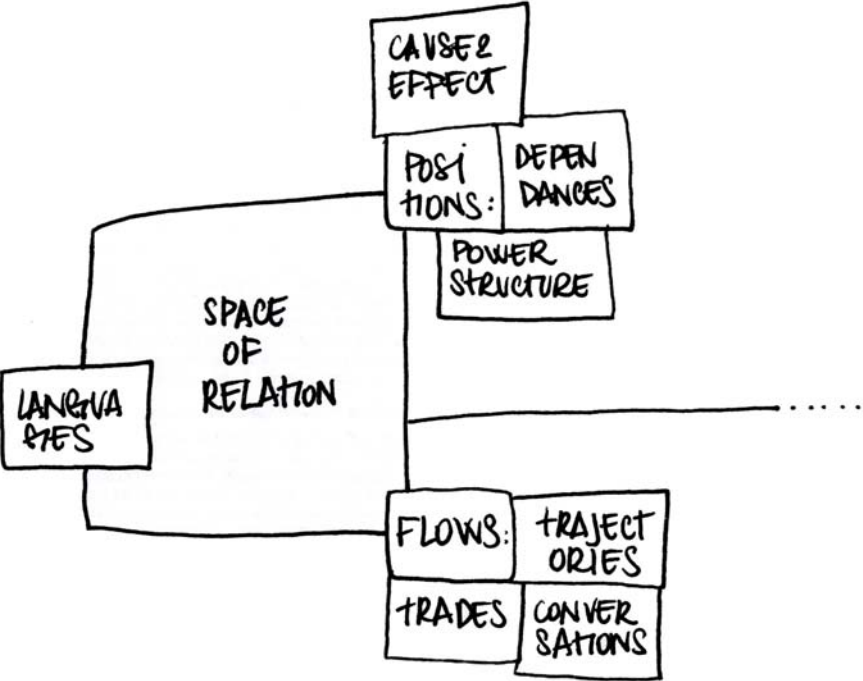 CAUSE &
EFFECT
POSI
TIONS:
DEPEN
DANCES
POWER
STRUCTURE
SPACE
OF
RELATION
LANGUA
GES
FLOWS:
TRAJECT
ORIES
TRADES
CONVER
SATIONS